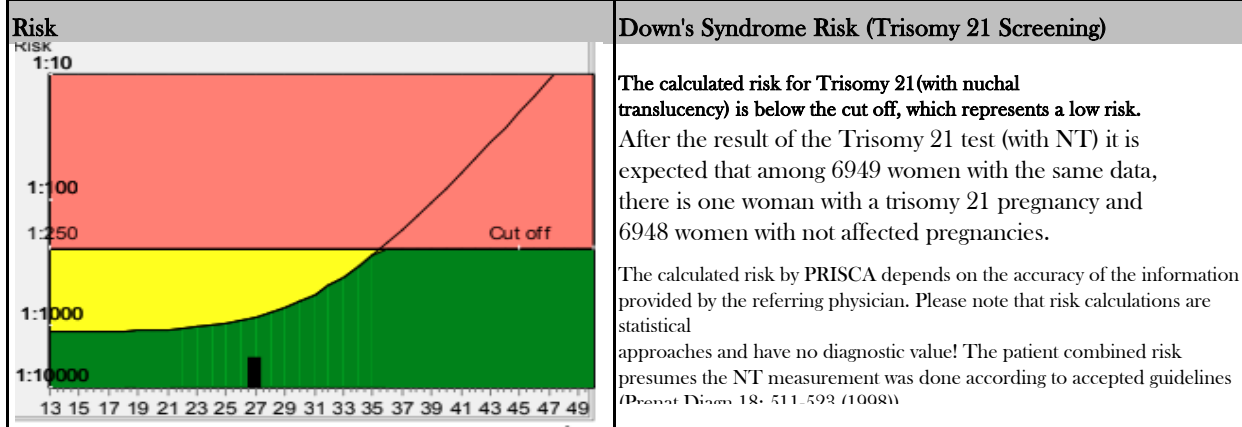 Risk
Risk
1:10
1:100
1:250
Cut off
1:1000
1:10000
13 15 17 19 21 23 25 27 29 31 33 35 37 39 41 43 45 47 49
Down's Syndrome Risk (Trisomy 21 Screening)
The calculated risk for Trisomy 21(with nuchal
translucency) is below the cut off, which represents a low risk.
After the result of the Trisomy 21 test (with NT) it is
expected that among 6949 women with the same data,
there is one woman with a trisomy 21 pregnancy and
6948 women with not affected pregnancies.
The calculated risk by PRISCA depends on the accuracy of the information
provided by the referring physician. Please note that risk calculations are
statistical
approaches and have no diagnostic value! The patient combined risk
presumes the NT measurement was done according to accepted guidelines
(Prenat Diagn 18: 511-523 (1998))